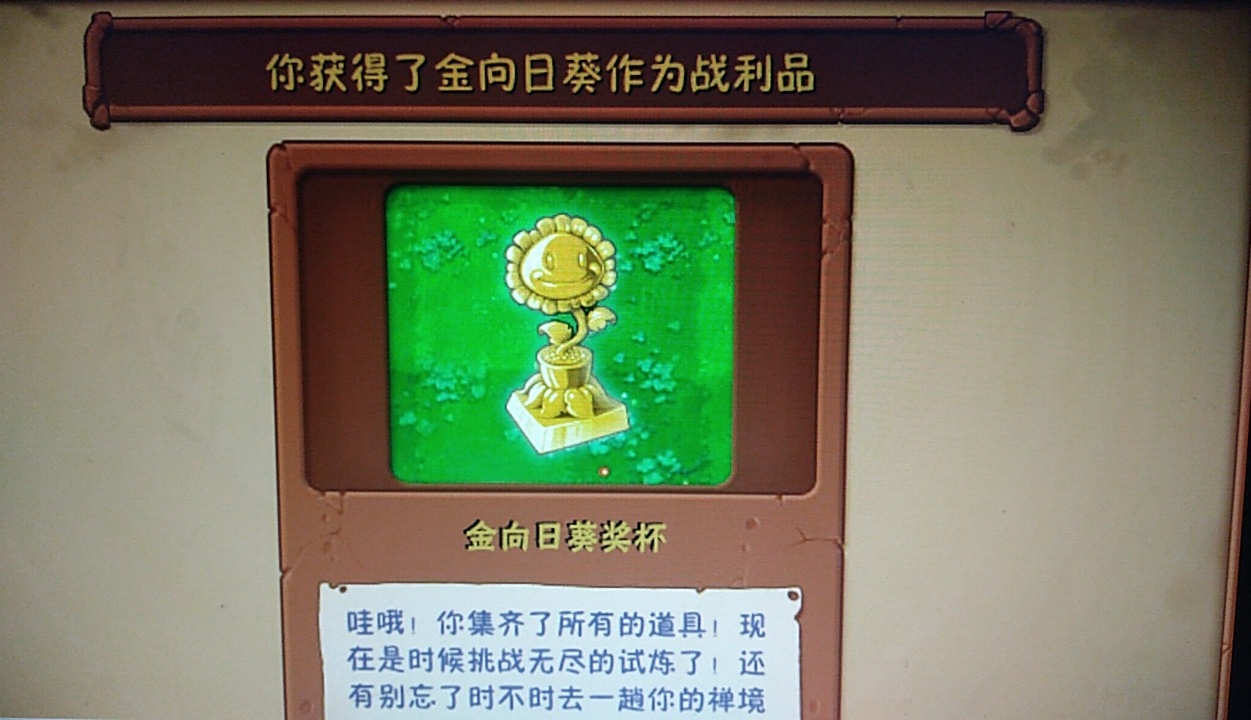 你获得了金向日葵作为战利品
金向日葵奖杯
哇哦！你集齐了所有的道具！现
在是时候挑战无尽的试炼了！还
有别忘了时不时去一趟你的禅境